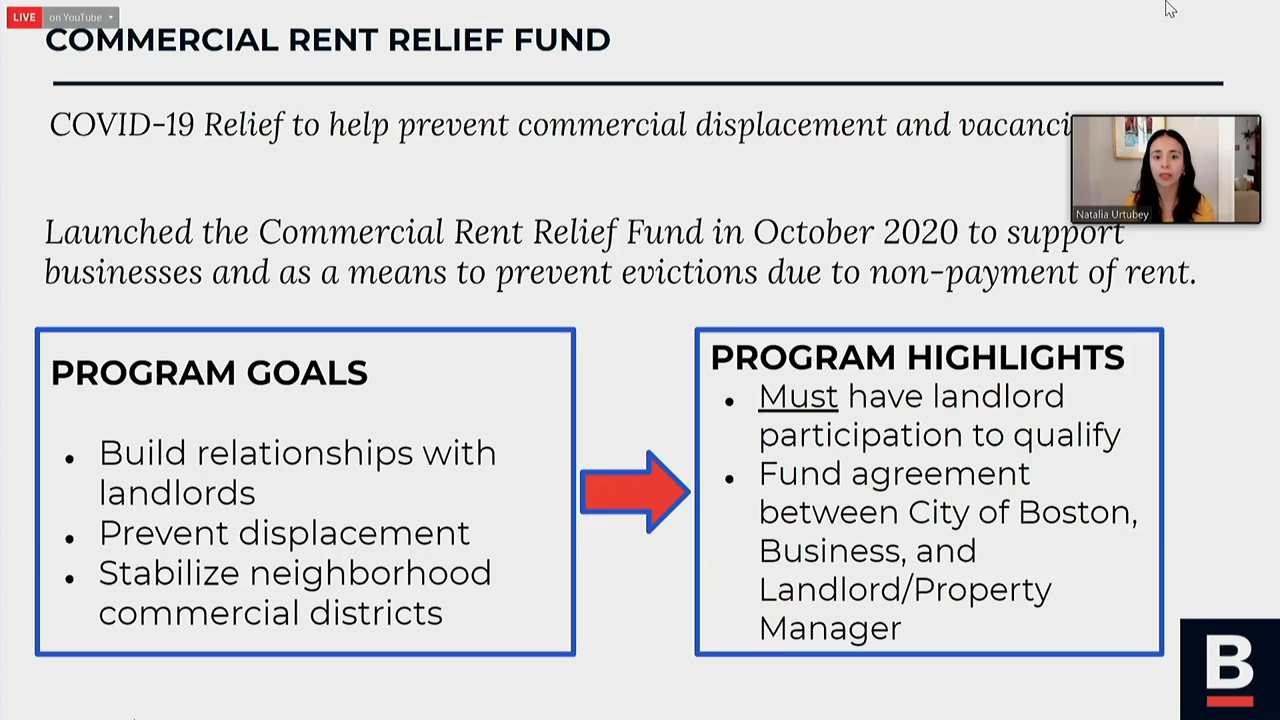 LIVE on YouTube
COMMERCIAL RENT RELIEF FUND
COVID-19 Relief to help prevent commercial displacement and
Natalia Urtubey
Launched the Commercial Rent Relief Fund in October 2020 to support
businesses and as a means to prevent evictions due to non-payment of rent.
PROGRAM GOALS
• Build relationships with
landlords
• Prevent displacement
• Stabilize neighborhood
commercial districts
PROGRAM HIGHLIGHTS
• Must have landlord
participation to qualify
• Fund agreement
between City of Boston,
Business, and
Landlord/Property
Manager
B